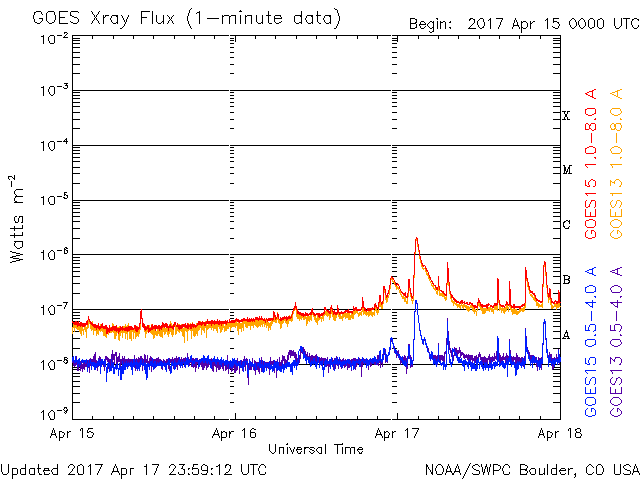 GOES Xray Flux (1-minute data)
Begin: 2017 Apr 15 0000 UTC
10⁻²
10⁻³
10⁻⁴
10⁻⁵
10⁻⁶
10⁻⁷
10⁻⁸
10⁻⁹
Watts m⁻²
X
M
C
B
A
GOES15 1.0-8.0 A
GOES13 1.0-8.0 A
GOES15 0.5-4.0 A
GOES13 0.5-4.0 A
Apr 15
Apr 16
Apr 17
Apr 18
Universal Time
Updated 2017 Apr 17 23:59:12 UTC
NOAA/SWPC Boulder, CO USA